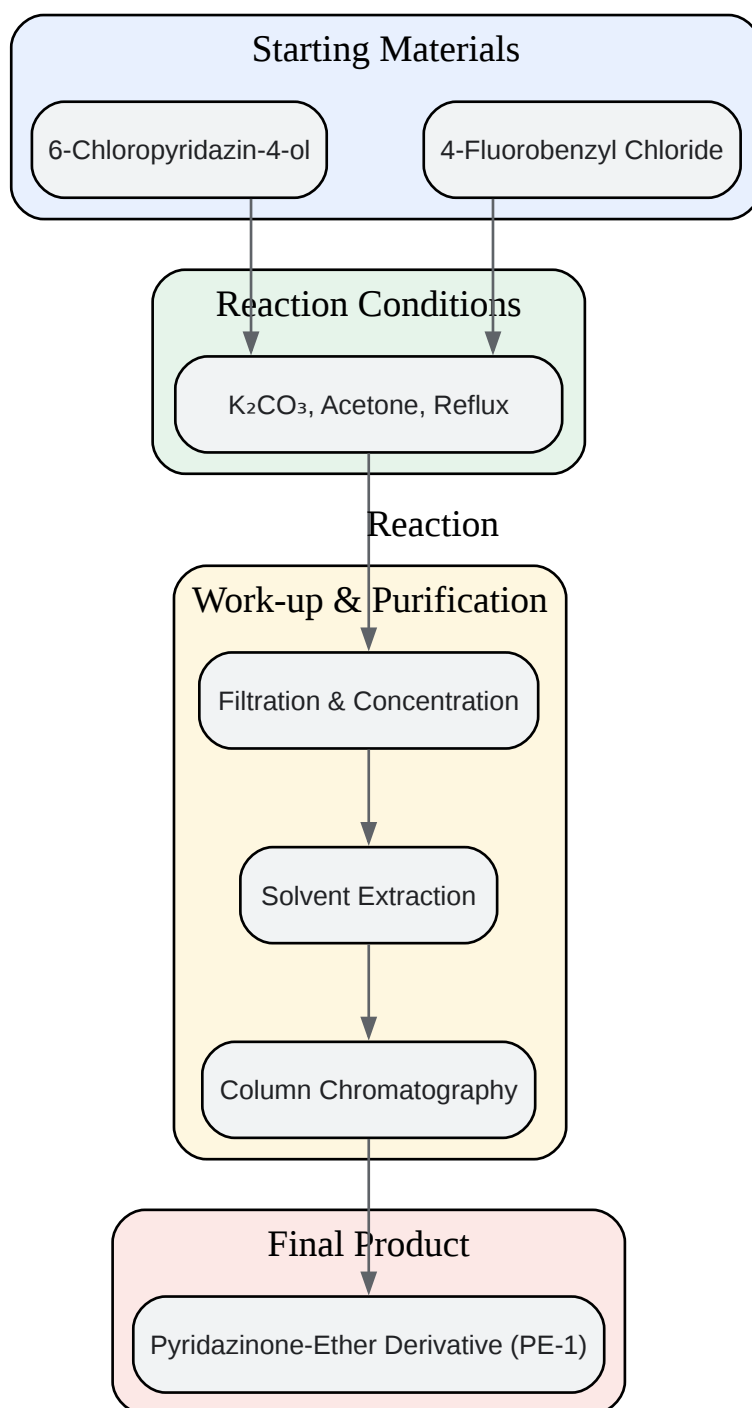 Starting Materials
6-Chloropyridazin-4-ol
4-Fluorobenzyl Chloride
Reaction Conditions
K₂CO₃, Acetone, Reflux
Reaction
Work-up & Purification
Filtration & Concentration
Solvent Extraction
Column Chromatography
Final Product
Pyridazinone-Ether Derivative (PE-1)